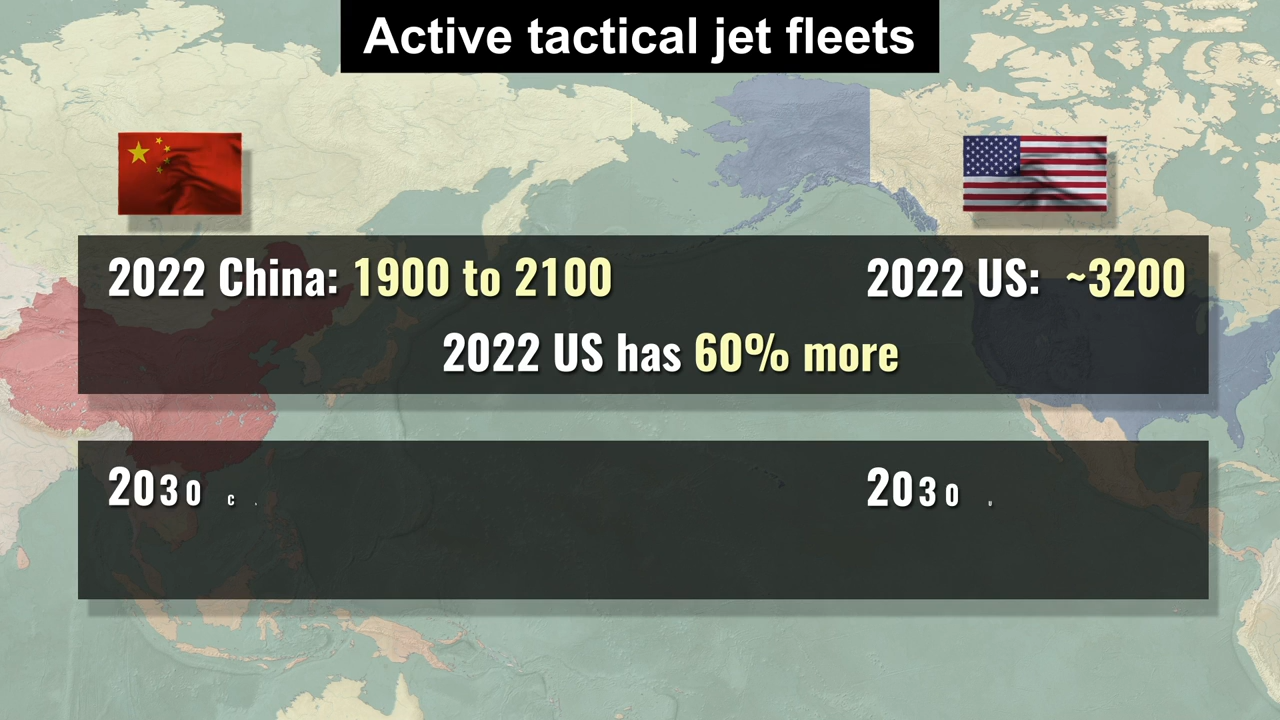 Active tactical jet fleets
2022 China: 1900 to 2100
2022 US: ~3200
2022 US has 60% more
2030 C
2030 U